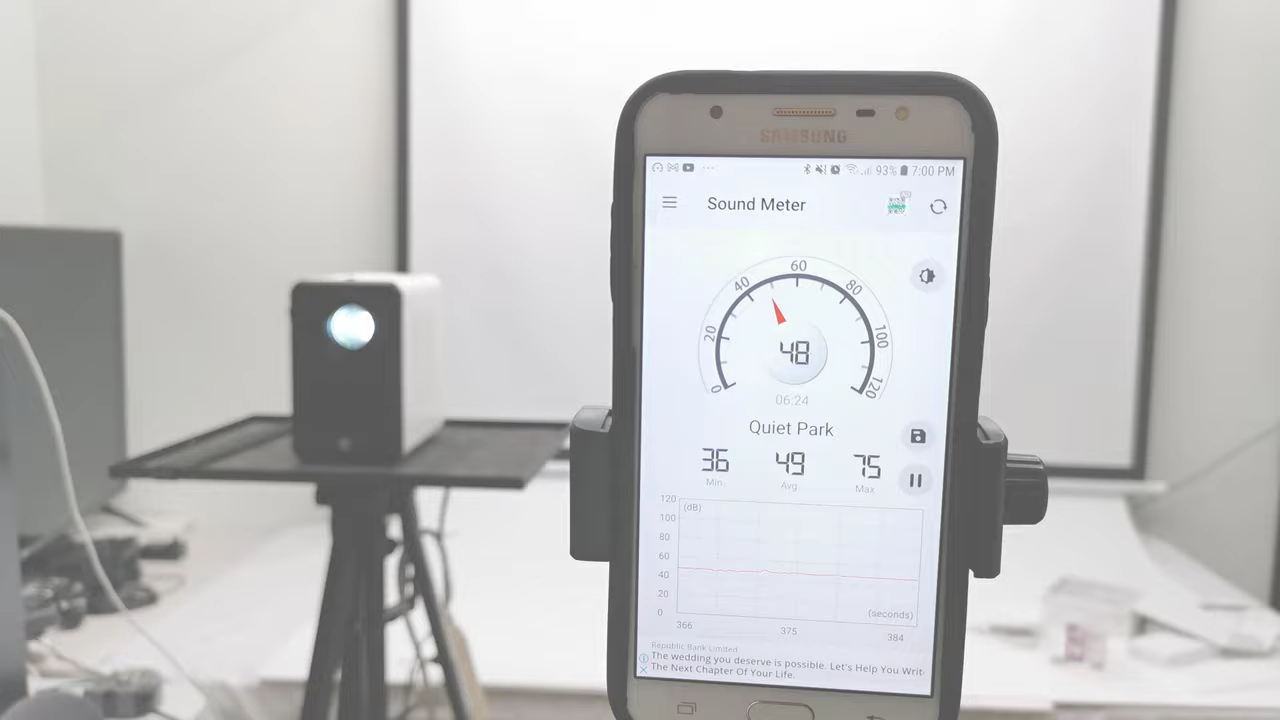 SAMSUNG
93% 7:00 PM
Sound Meter
0 20 40 60 80 100 120
48
06:24
Quiet Park
36 49 75
Min. Avg. Max
(dB)
120
100
80
60
40
20
0
(seconds)
366 375 384
Republic Bank Limited
The wedding you deserve is possible. Let's Help You Writ
The Next Chapter Of Your Life.